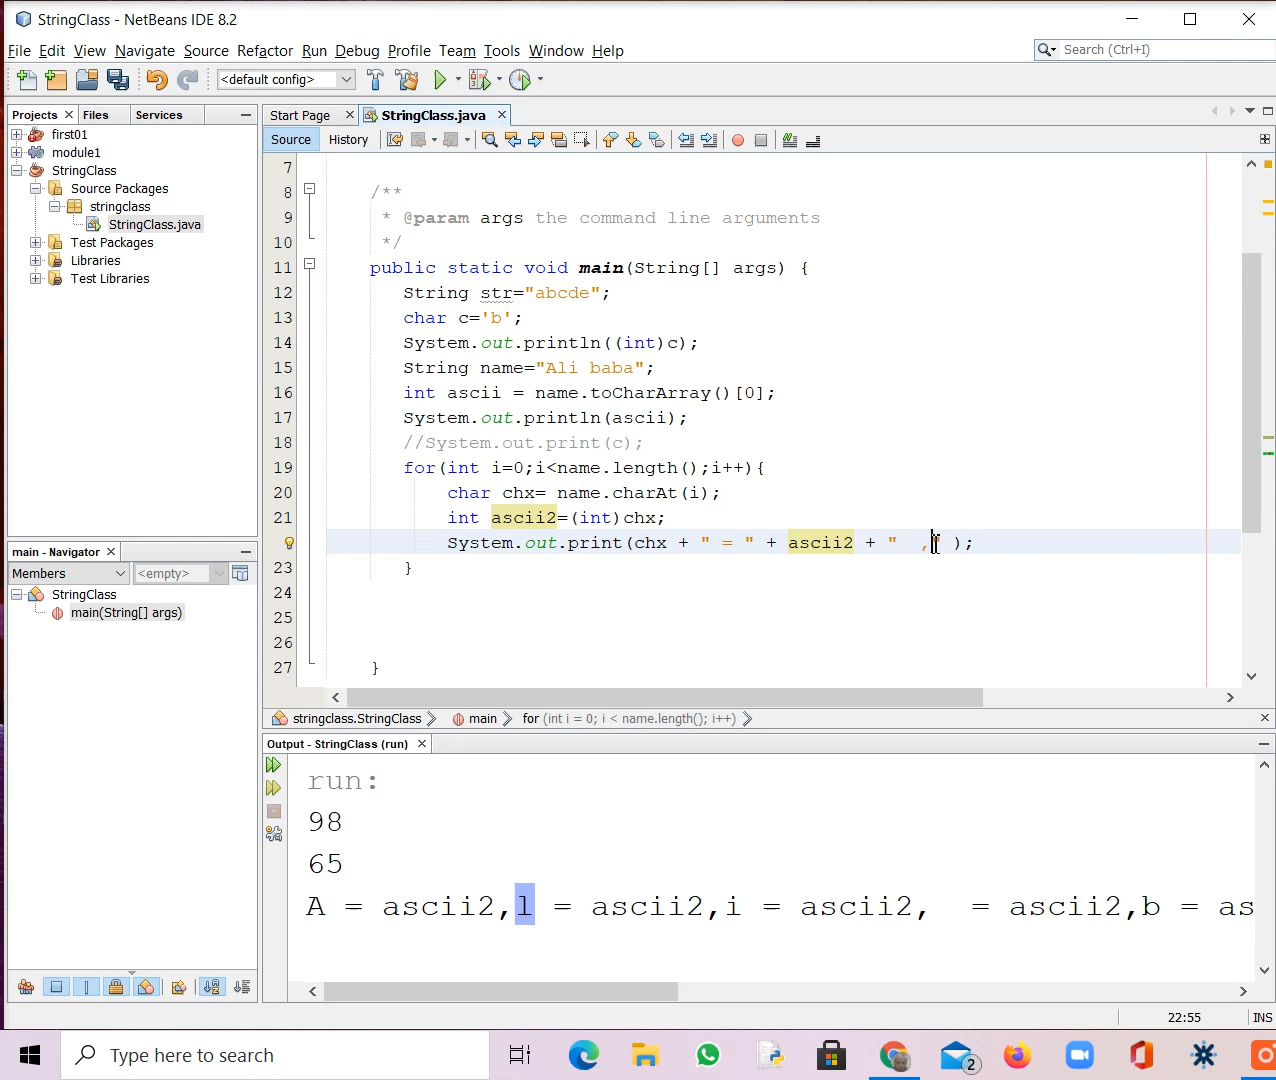 StringClass - NetBeans IDE 8.2
File Edit View Navigate Source Refactor Run Debug Profile Team Tools Window Help
Search (Ctrl+I)
<default config>
Projects Files Services
Start Page StringClass.java
Source History
first01
module1
StringClass
Source Packages
stringclass
StringClass.java
Test Packages
Libraries
Test Libraries
7
8 /**
9 * @param args the command line arguments
10 */
11 public static void main(String[] args) {
12 String str="abcde";
13 char c='b';
14 System.out.println((int)c);
15 String name="Ali baba";
16 int ascii = name.toCharArray()[0];
17 System.out.println(ascii);
18 //System.out.print(c);
19 for(int i=0;i<name.length();i++){
20 char chx= name.charAt(i);
21 int ascii2=(int)chx;
System.out.print(chx + " = " + ascii2 + "  ," );
23 }
24
25
26
27 }
main - Navigator
Members <empty>
StringClass
main(String[] args)
stringclass.StringClass main for (int i = 0; i < name.length(); i++)
Output - StringClass (run)
run:
98
65
A = ascii2,l = ascii2,i = ascii2,  = ascii2,b = as
22:55 INS
Type here to search
2